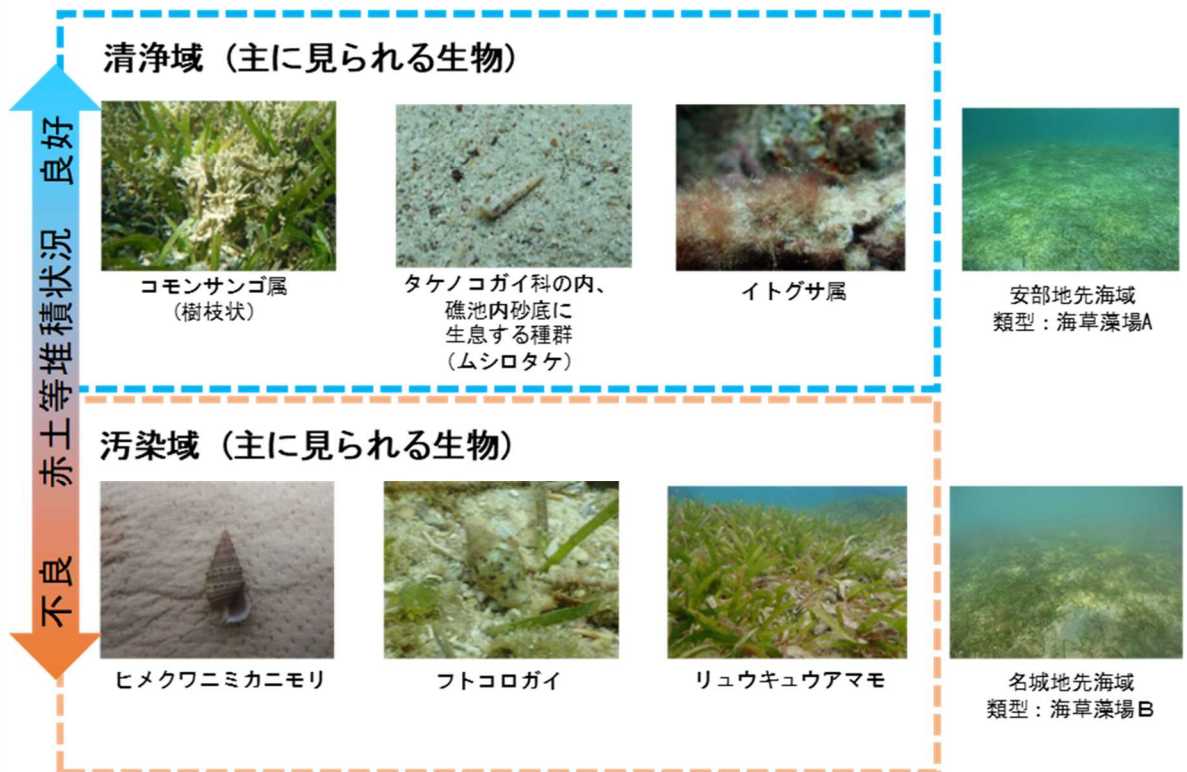 清浄域（主に見られる生物）
良好
赤土等堆積状況
不良
コモンサンゴ属
（樹枝状）
タケノコガイ科の内、
礁池内砂底に
生息する種群
（ムシロタケ）
イトグサ属
安部地先海域
類型：海草藻場A
汚染域（主に見られる生物）
ヒメクワニミカニモリ
フトコロガイ
リュウキュウアマモ
名城地先海域
類型：海草藻場B